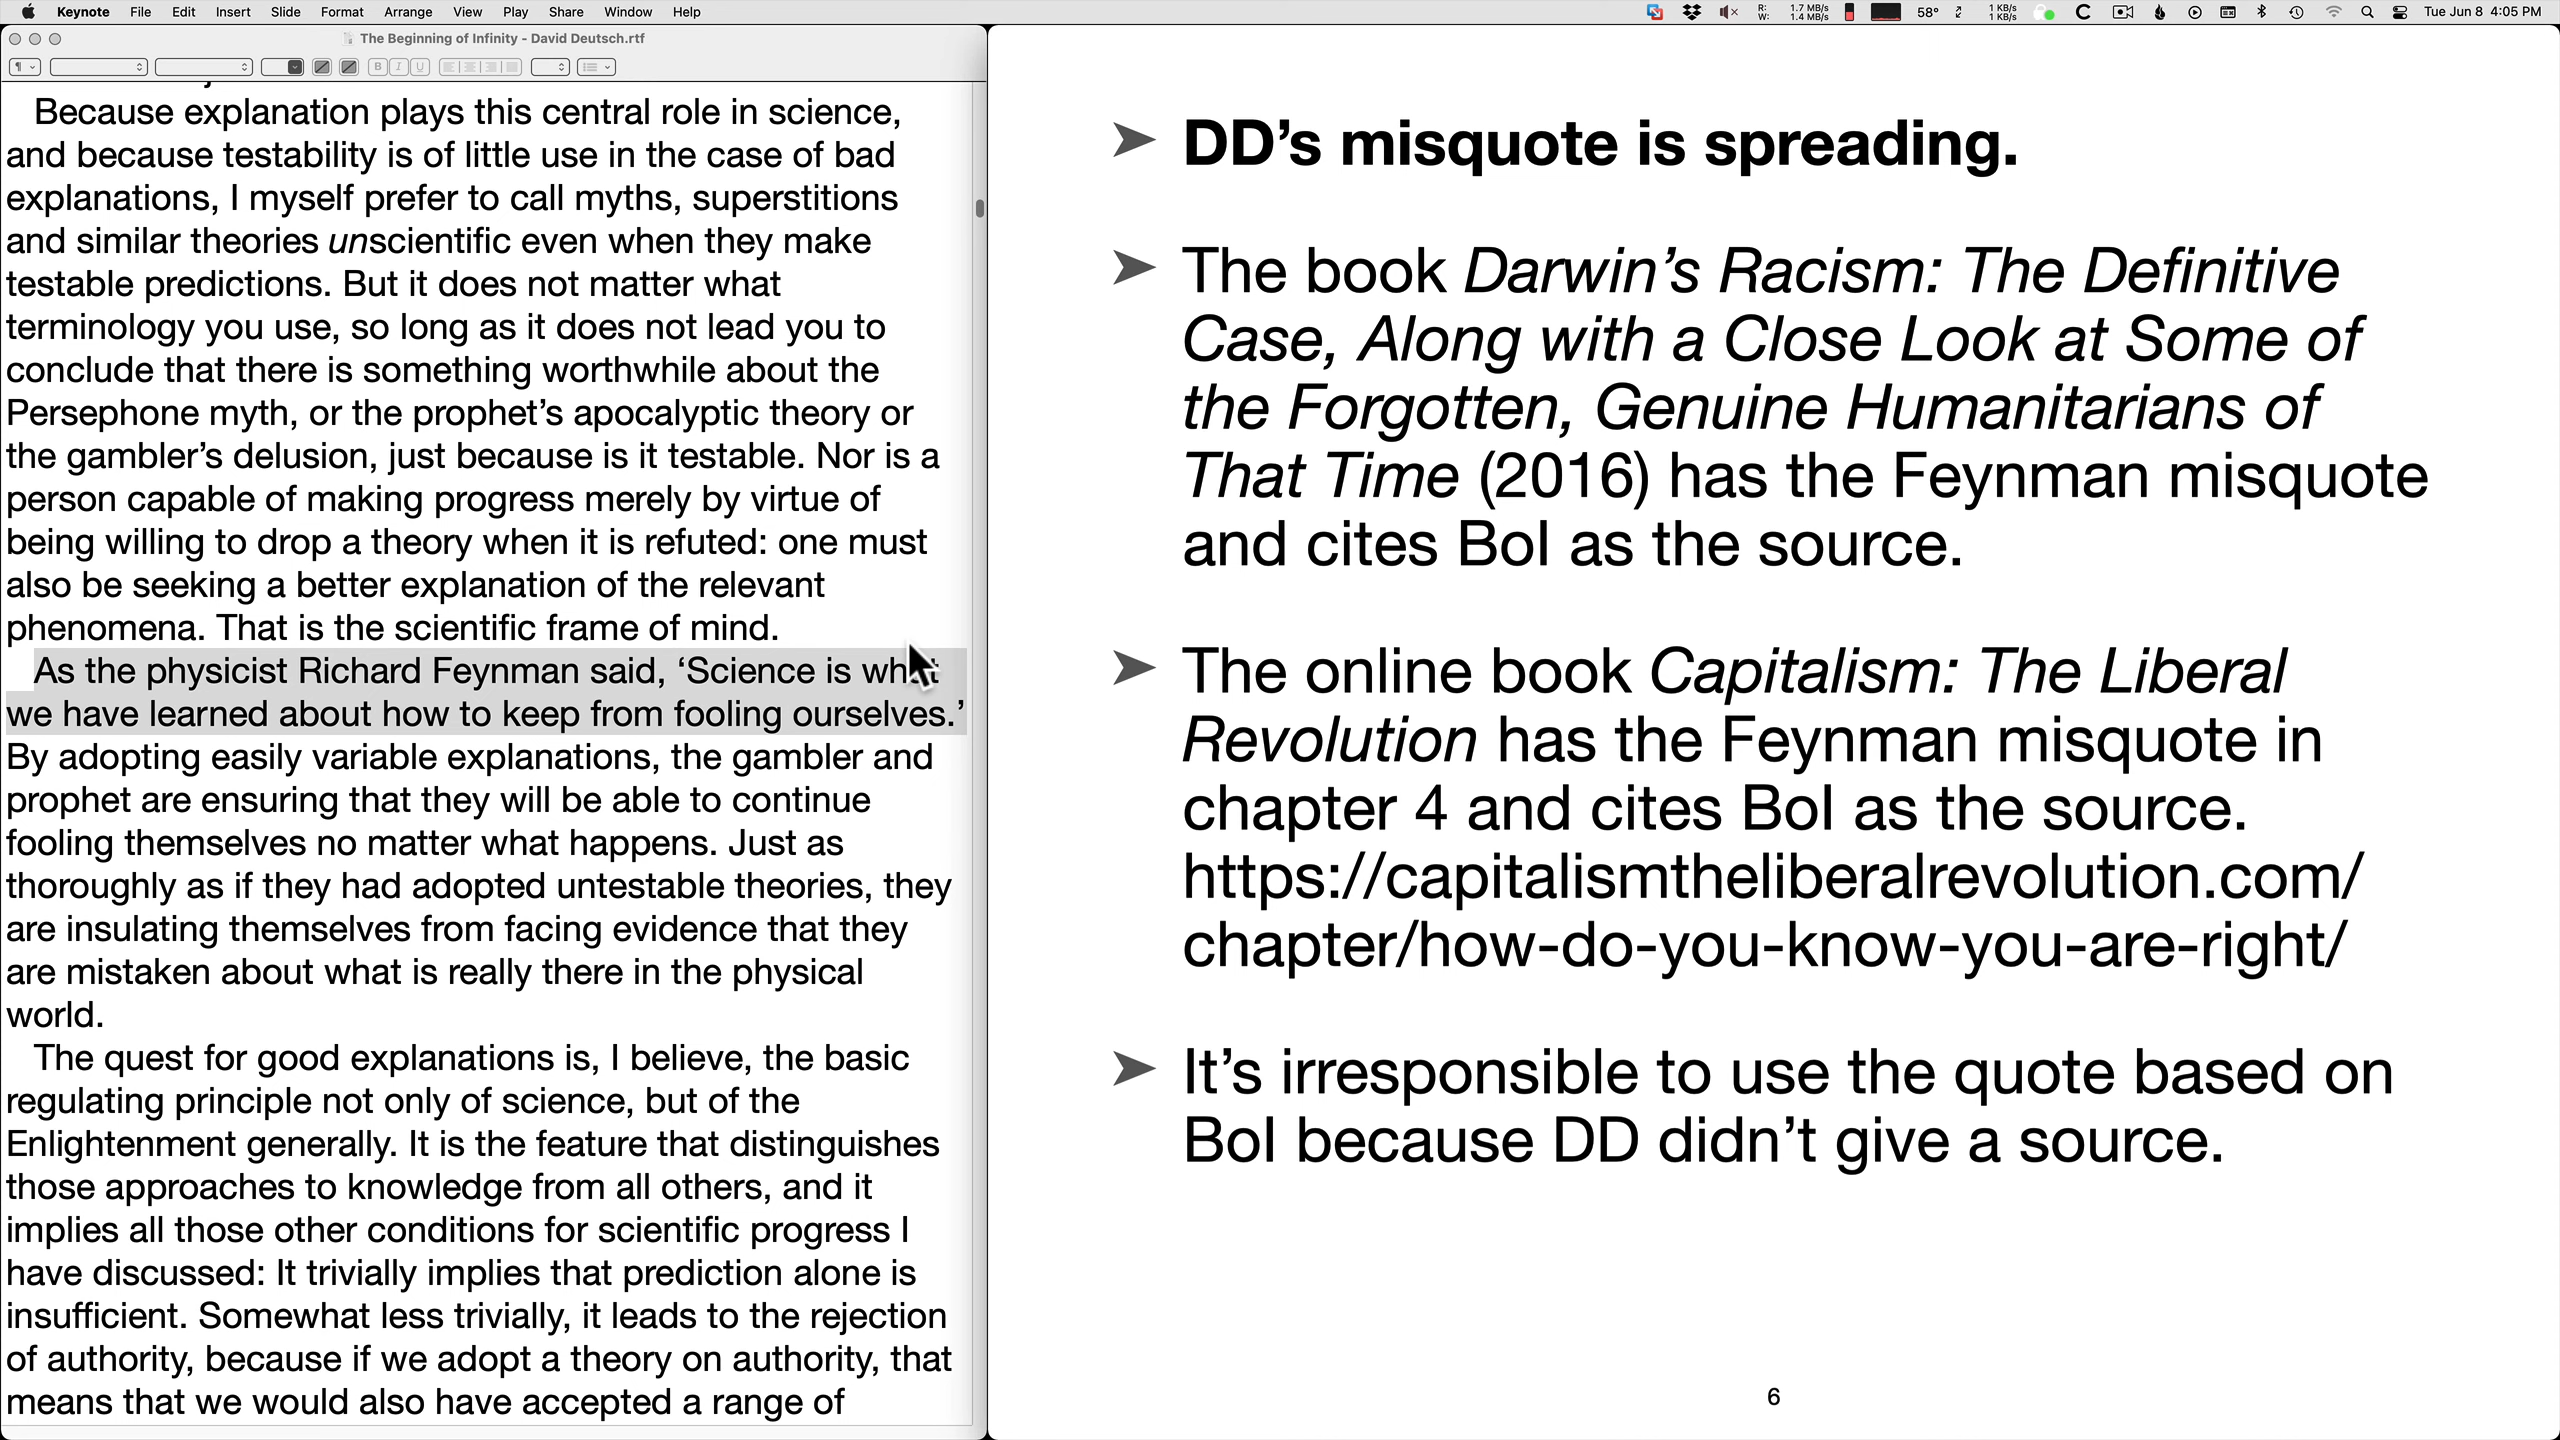 Keynote File Edit Insert Slide Format Arrange View Play Share Window Help
R: 1.7 MB/s
W: 1.4 MB/s
58°
1 KB/s
1 KB/s
Tue Jun 8 4:05 PM
The Beginning of Infinity - David Deutsch.rtf
B I U
Because explanation plays this central role in science,
and because testability is of little use in the case of bad
explanations, I myself prefer to call myths, superstitions
and similar theories unscientific even when they make
testable predictions. But it does not matter what
terminology you use, so long as it does not lead you to
conclude that there is something worthwhile about the
Persephone myth, or the prophet’s apocalyptic theory or
the gambler’s delusion, just because is it testable. Nor is a
person capable of making progress merely by virtue of
being willing to drop a theory when it is refuted: one must
also be seeking a better explanation of the relevant
phenomena. That is the scientific frame of mind.
As the physicist Richard Feynman said, ‘Science is what
we have learned about how to keep from fooling ourselves.’
By adopting easily variable explanations, the gambler and
prophet are ensuring that they will be able to continue
fooling themselves no matter what happens. Just as
thoroughly as if they had adopted untestable theories, they
are insulating themselves from facing evidence that they
are mistaken about what is really there in the physical
world.
The quest for good explanations is, I believe, the basic
regulating principle not only of science, but of the
Enlightenment generally. It is the feature that distinguishes
those approaches to knowledge from all others, and it
implies all those other conditions for scientific progress I
have discussed: It trivially implies that prediction alone is
insufficient. Somewhat less trivially, it leads to the rejection
of authority, because if we adopt a theory on authority, that
means that we would also have accepted a range of
➤ DD’s misquote is spreading.
➤ The book Darwin’s Racism: The Definitive
Case, Along with a Close Look at Some of
the Forgotten, Genuine Humanitarians of
That Time (2016) has the Feynman misquote
and cites BoI as the source.
➤ The online book Capitalism: The Liberal
Revolution has the Feynman misquote in
chapter 4 and cites BoI as the source.
https://capitalismtheliberalrevolution.com/
chapter/how-do-you-know-you-are-right/
➤ It’s irresponsible to use the quote based on
BoI because DD didn’t give a source.
6